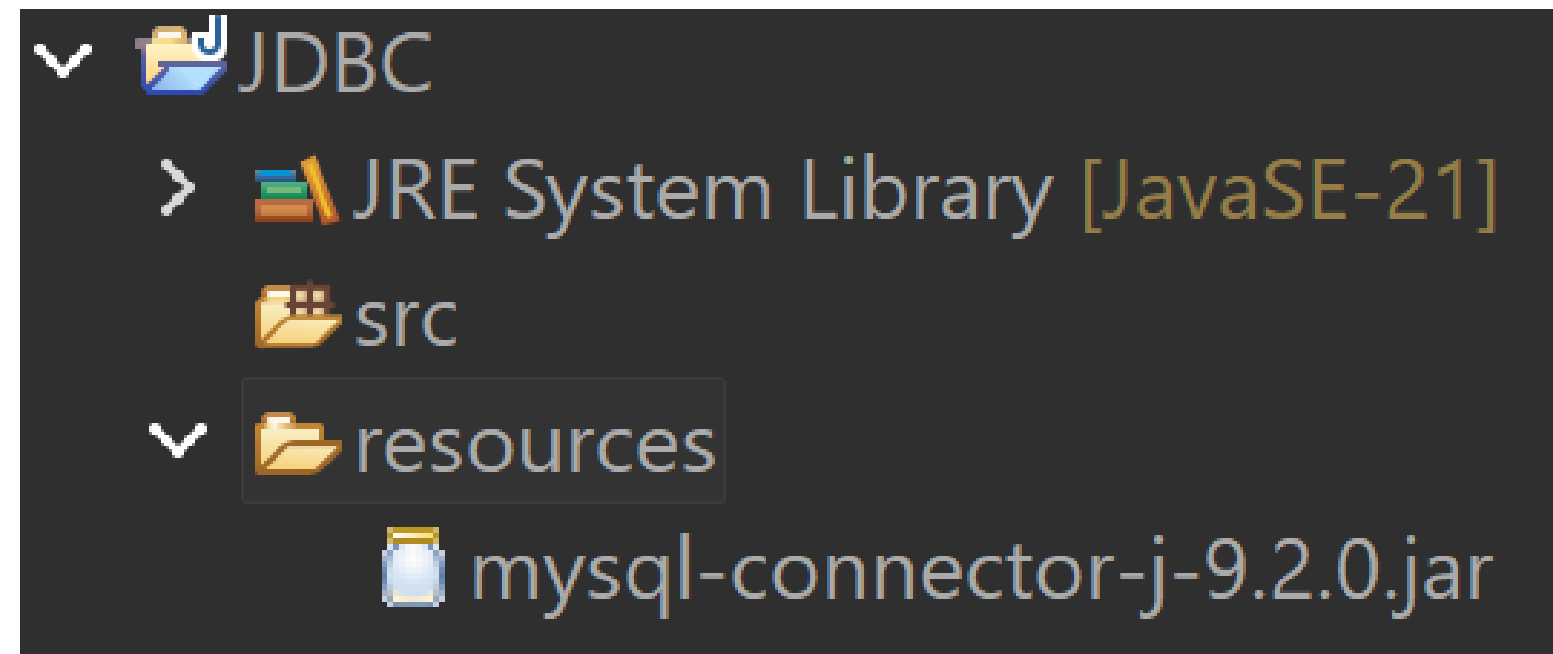 JDBC
JRE System Library [JavaSE-21]
src
resources
mysql-connector-j-9.2.0.jar